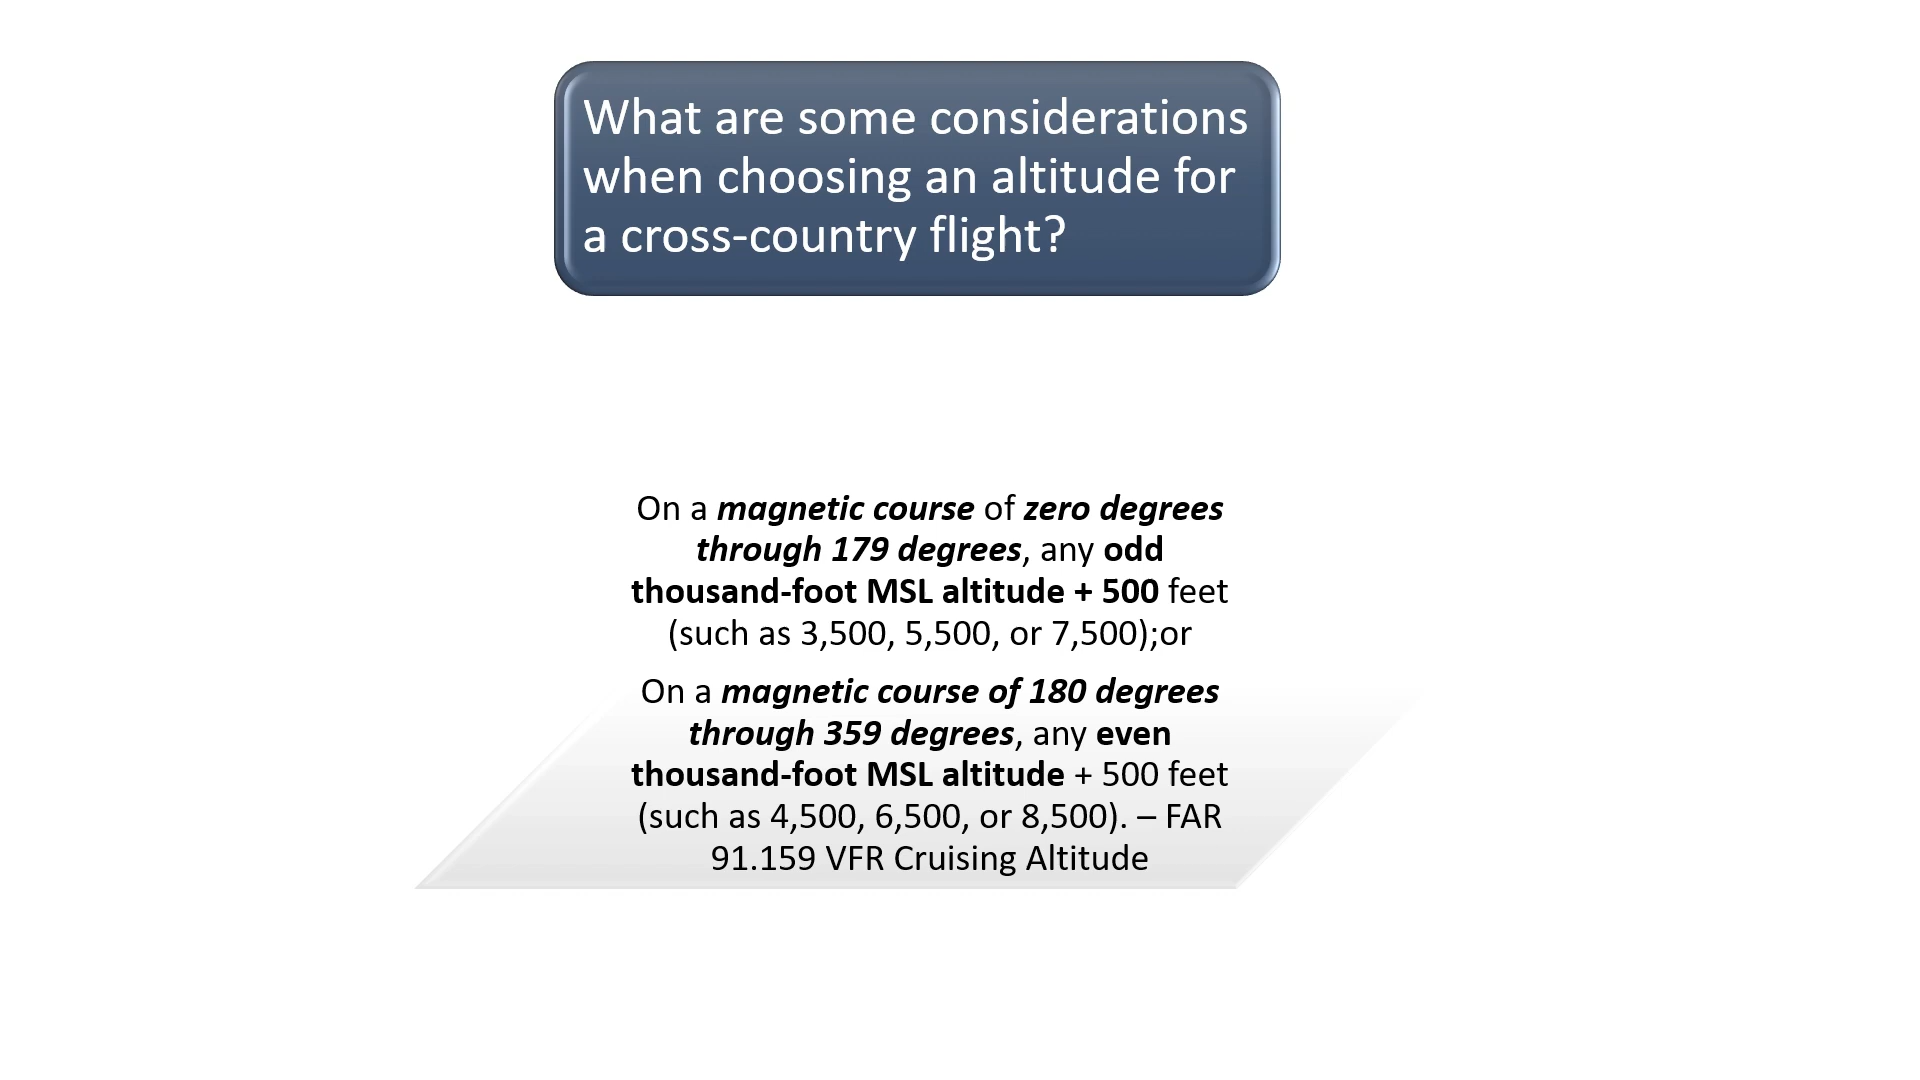 What are some considerations
when choosing an altitude for
a cross-country flight?
On a magnetic course of zero degrees
through 179 degrees, any odd
thousand-foot MSL altitude + 500 feet
(such as 3,500, 5,500, or 7,500);or
On a magnetic course of 180 degrees
through 359 degrees, any even
thousand-foot MSL altitude + 500 feet
(such as 4,500, 6,500, or 8,500). – FAR
91.159 VFR Cruising Altitude